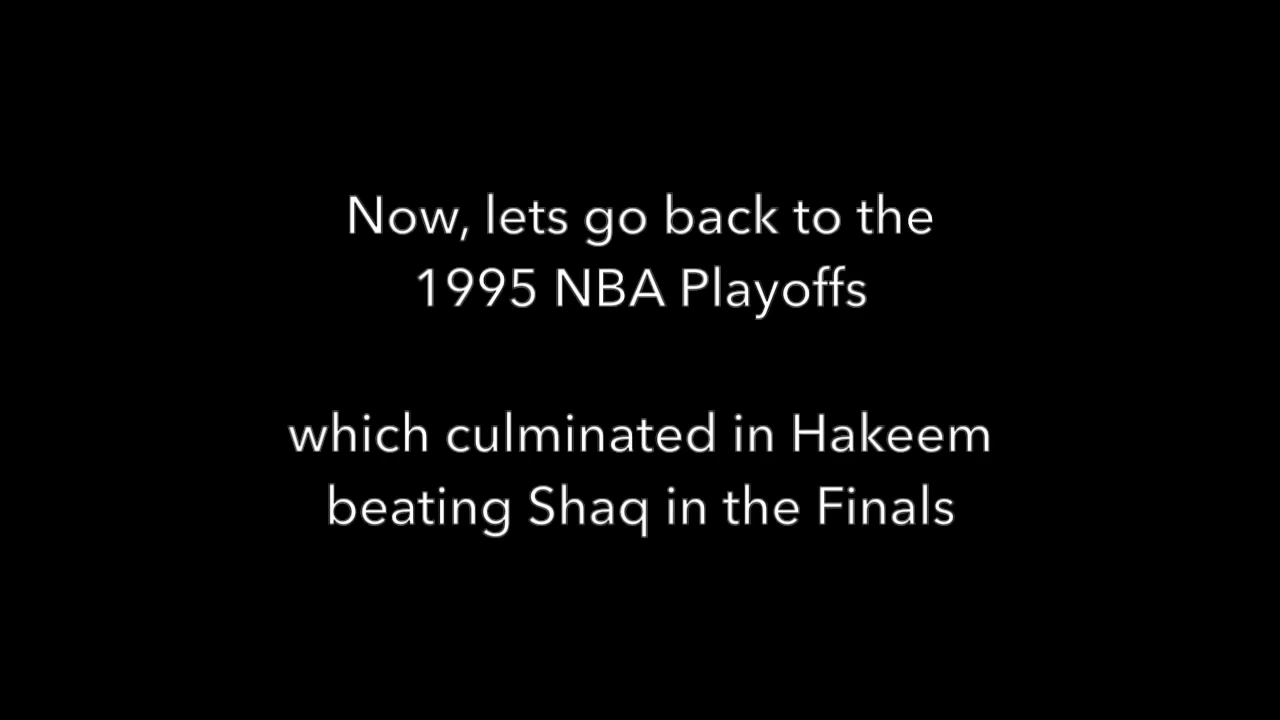 Now, lets go back to the
1995 NBA Playoffs
which culminated in Hakeem
beating Shaq in the Finals